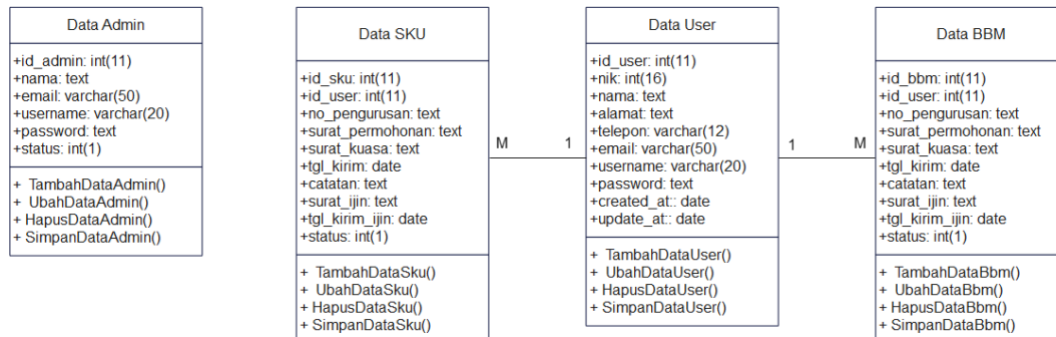 Data Admin
+id_admin: int(11)
+nama: text
+email: varchar(50)
+username: varchar(20)
+password: text
+status: int(1)
+ TambahDataAdmin()
+ UbahDataAdmin()
+ HapusDataAdmin()
+ SimpanDataAdmin()
Data SKU
+id_sku: int(11)
+id_user: int(11)
+no_pengurusan: text
+surat_permohonan: text
+surat_kuasa: text
+tgl_kirim: date
+catatan: text
+surat_ijin: text
+tgl_kirim_ijin: date
+status: int(1)
+ TambahDataSku()
+ UbahDataSku()
+ HapusDataSku()
+ SimpanDataSku()
M
1
Data User
+id_user: int(11)
+nik: int(16)
+nama: text
+alamat: text
+telepon: varchar(12)
+email: varchar(50)
+username: varchar(20)
+password: text
+created_at:: date
+update_at:: date
+ TambahDataUser()
+ UbahDataUser()
+ HapusDataUser()
+ SimpanDataUser()
1
M
Data BBM
+id_bbm: int(11)
+id_user: int(11)
+no_pengurusan: text
+surat_permohonan: text
+surat_kuasa: text
+tgl_kirim: date
+catatan: text
+surat_ijin: text
+tgl_kirim_ijin: date
+status: int(1)
+ TambahDataBbm()
+ UbahDataBbm()
+ HapusDataBbm()
+ SimpanDataBbm()